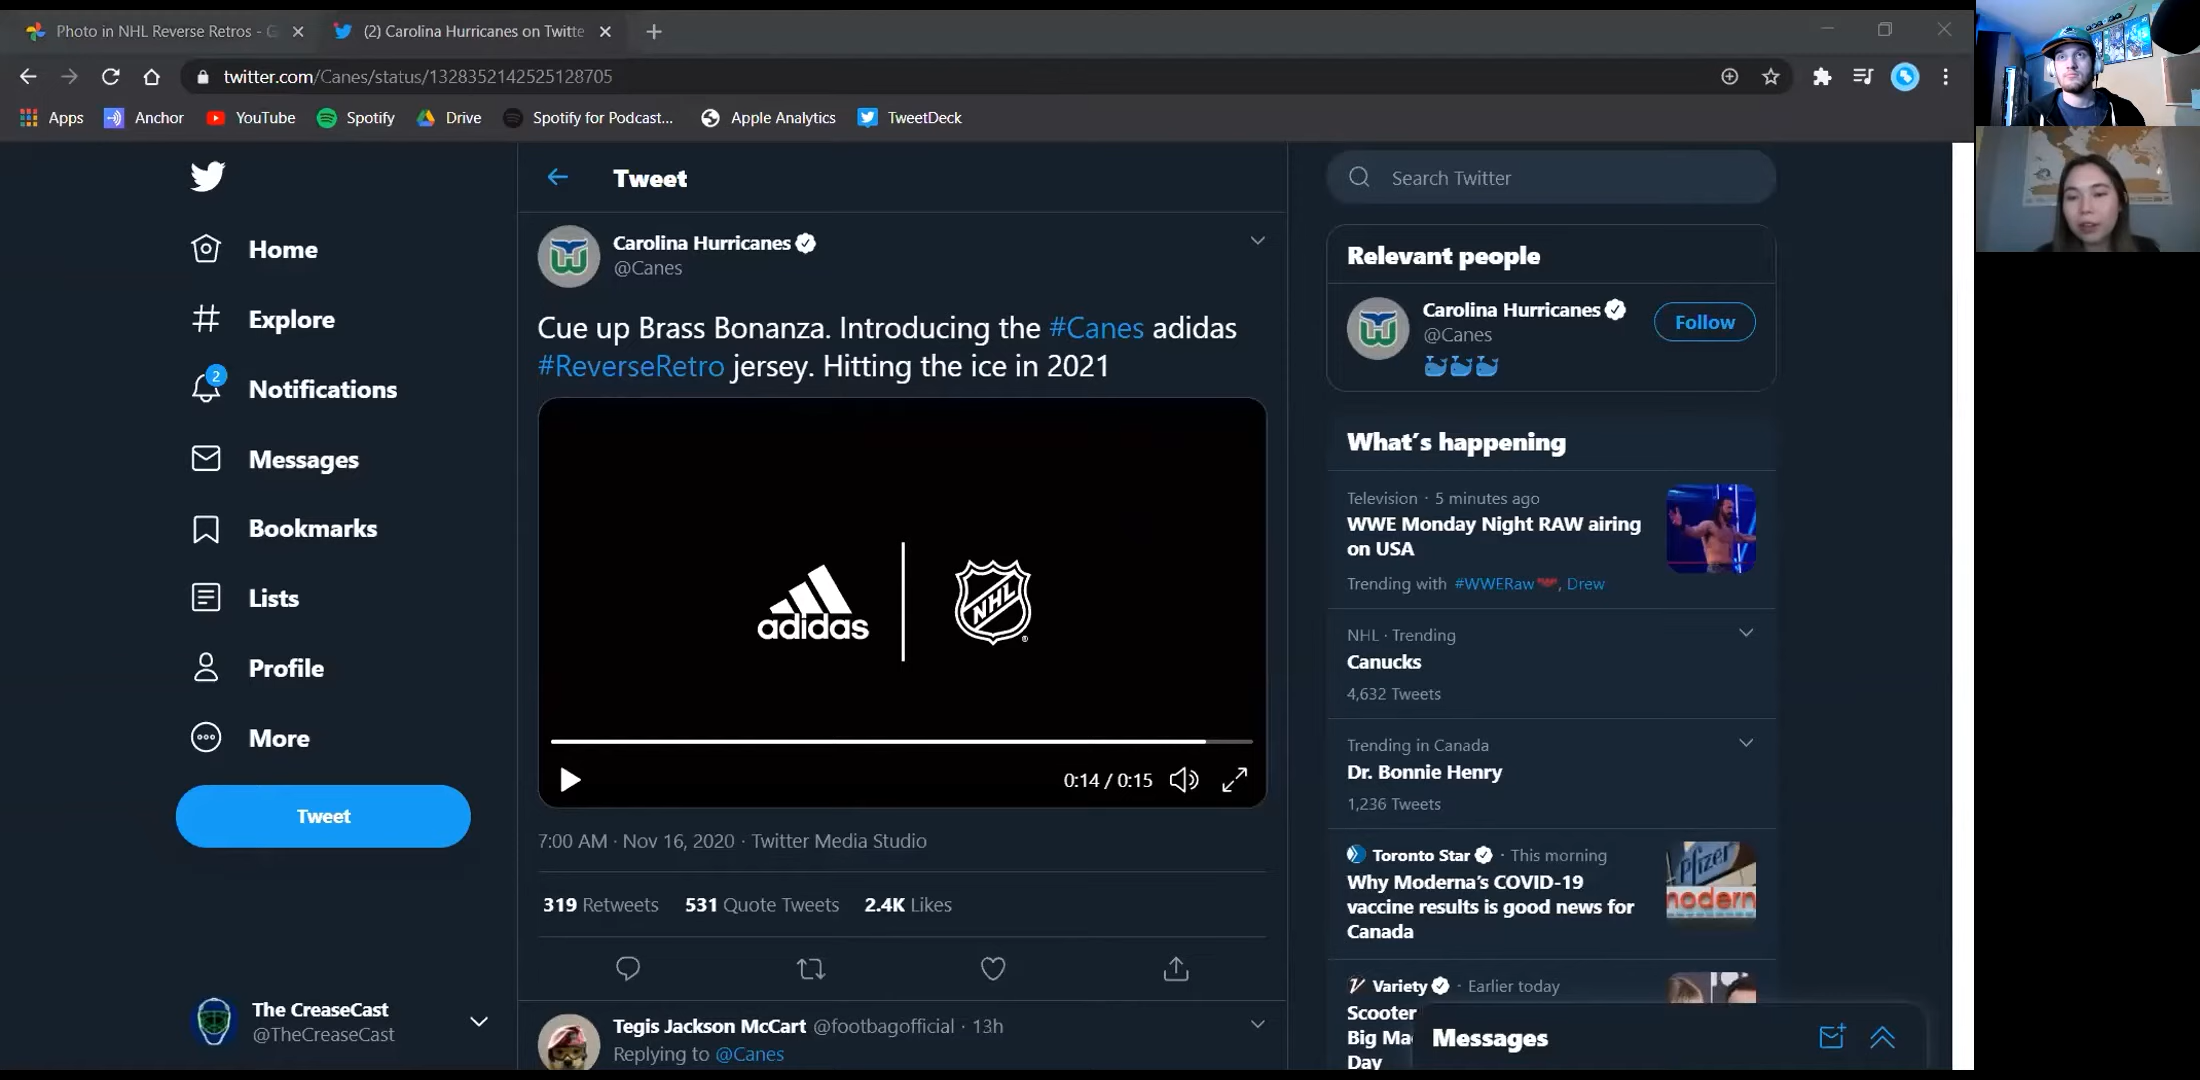 Photo in NHL Reverse Retros - G
(2) Carolina Hurricanes on Twitte
twitter.com/Canes/status/1328352142525128705
Apps
Anchor
YouTube
Spotify
Drive
Spotify for Podcast...
Apple Analytics
TweetDeck
Home
Explore
2
Notifications
Messages
Bookmarks
Lists
Profile
More
Tweet
The CreaseCast
@TheCreaseCast
Tweet
Carolina Hurricanes
@Canes
Cue up Brass Bonanza. Introducing the #Canes adidas
#ReverseRetro jersey. Hitting the ice in 2021
adidas
NHL
0:14 / 0:15
7:00 AM · Nov 16, 2020 · Twitter Media Studio
319 Retweets 531 Quote Tweets 2.4K Likes
Tegis Jackson McCart @footbagofficial · 13h
Replying to @Canes
Search Twitter
Relevant people
Carolina Hurricanes
@Canes
Follow
What's happening
Television · 5 minutes ago
WWE Monday Night RAW airing
on USA
Trending with #WWERaw, Drew
NHL · Trending
Canucks
4,632 Tweets
Trending in Canada
Dr. Bonnie Henry
1,236 Tweets
Toronto Star · This morning
Why Moderna's COVID-19
vaccine results is good news for
Canada
Pfizer
modern
Variety · Earlier today
Scooter
Big Ma
Day
Messages